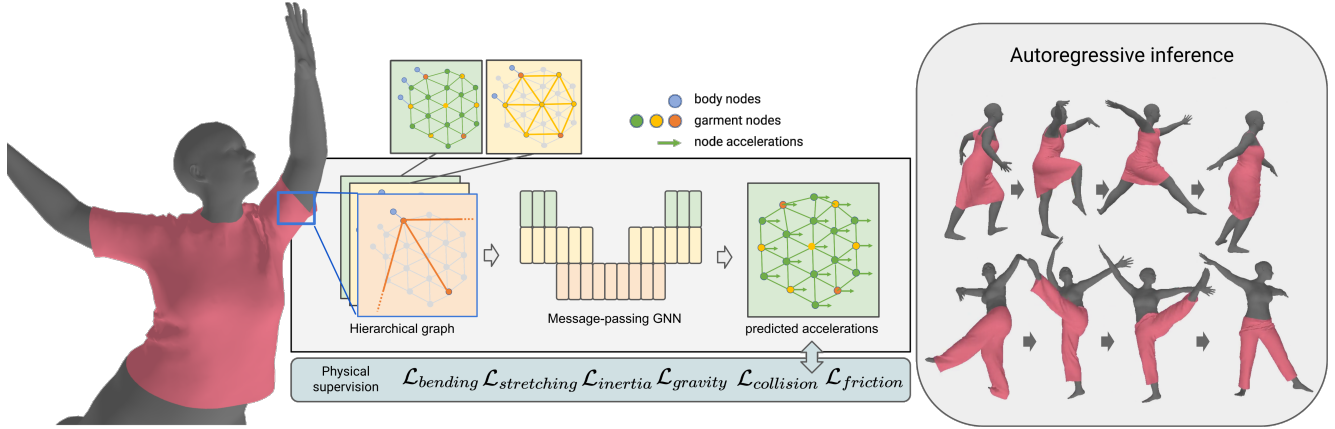 Autoregressive inference
body nodes
garment nodes
node accelerations
Hierarchical graph
Message-passing GNN
predicted accelerations
Physical
supervision
ℒbending ℒstretching ℒinertia ℒgravity ℒcollision ℒfriction